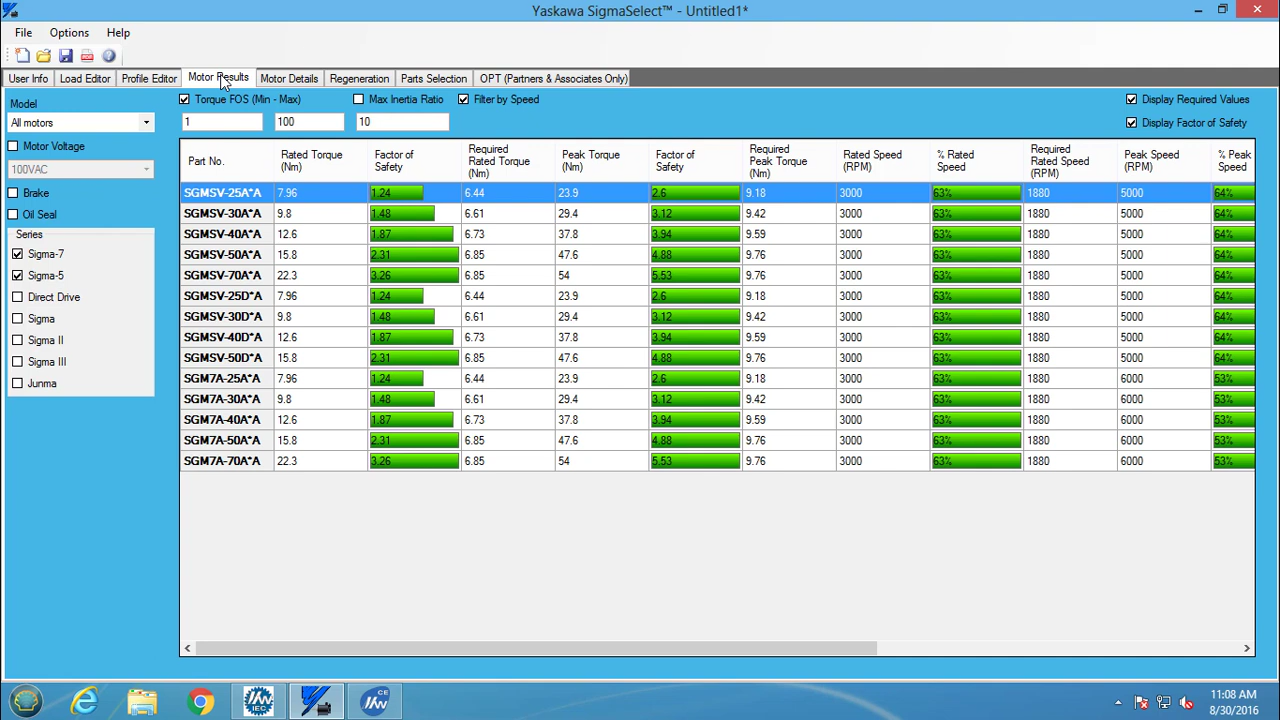 Yaskawa SigmaSelect™ - Untitled1*
File Options Help
User Info Load Editor Profile Editor Motor Results Motor Details Regeneration Parts Selection OPT (Partners & Associates Only)
Model
All motors
Motor Voltage
100VAC
Brake
Oil Seal
Series
Sigma-7
Sigma-5
Direct Drive
Sigma
Sigma II
Sigma III
Junma
Torque FOS (Min - Max) Max Inertia Ratio Filter by Speed Display Required Values
1 100 10 Display Factor of Safety
Part No. Rated Torque (Nm) Factor of Safety Required Rated Torque (Nm) Peak Torque (Nm) Factor of Safety Required Peak Torque (Nm) Rated Speed (RPM) % Rated Speed Required Rated Speed (RPM) Peak Speed (RPM) % Peak Speed
SGMSV-25A*A 7.96 1.24 6.44 23.9 2.6 9.18 3000 63% 1880 5000 64%
SGMSV-30A*A 9.8 1.48 6.61 29.4 3.12 9.42 3000 63% 1880 5000 64%
SGMSV-40A*A 12.6 1.87 6.73 37.8 3.94 9.59 3000 63% 1880 5000 64%
SGMSV-50A*A 15.8 2.31 6.85 47.6 4.88 9.76 3000 63% 1880 5000 64%
SGMSV-70A*A 22.3 3.26 6.85 54 5.53 9.76 3000 63% 1880 5000 64%
SGMSV-25D*A 7.96 1.24 6.44 23.9 2.6 9.18 3000 63% 1880 5000 64%
SGMSV-30D*A 9.8 1.48 6.61 29.4 3.12 9.42 3000 63% 1880 5000 64%
SGMSV-40D*A 12.6 1.87 6.73 37.8 3.94 9.59 3000 63% 1880 5000 64%
SGMSV-50D*A 15.8 2.31 6.85 47.6 4.88 9.76 3000 63% 1880 5000 64%
SGM7A-25A*A 7.96 1.24 6.44 23.9 2.6 9.18 3000 63% 1880 6000 53%
SGM7A-30A*A 9.8 1.48 6.61 29.4 3.12 9.42 3000 63% 1880 6000 53%
SGM7A-40A*A 12.6 1.87 6.73 37.8 3.94 9.59 3000 63% 1880 6000 53%
SGM7A-50A*A 15.8 2.31 6.85 47.6 4.88 9.76 3000 63% 1880 6000 53%
SGM7A-70A*A 22.3 3.26 6.85 54 5.53 9.76 3000 63% 1880 6000 53%
IEC CE
11:08 AM
8/30/2016